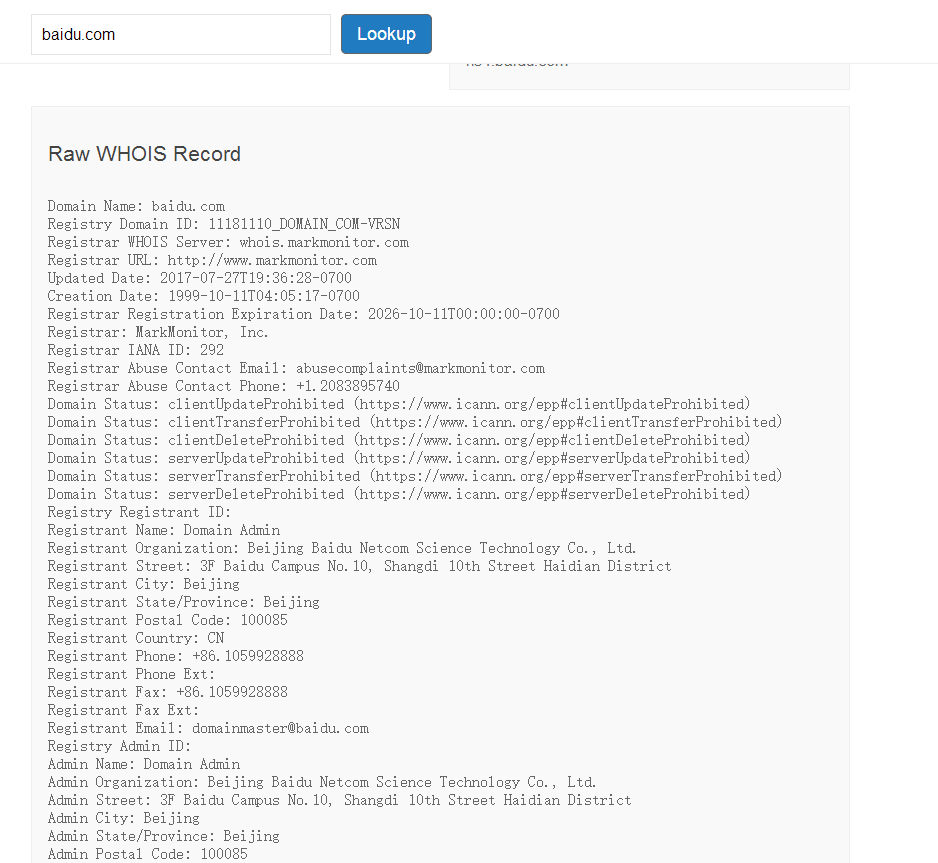 baidu.com
Lookup
Raw WHOIS Record
Domain Name: baidu.com
Registry Domain ID: 11181110_DOMAIN_COM-VRSN
Registrar WHOIS Server: whois.markmonitor.com
Registrar URL: http://www.markmonitor.com
Updated Date: 2017-07-27T19:36:28-0700
Creation Date: 1999-10-11T04:05:17-0700
Registrar Registration Expiration Date: 2026-10-11T00:00:00-0700
Registrar: MarkMonitor, Inc.
Registrar IANA ID: 292
Registrar Abuse Contact Email: abusecomplaints@markmonitor.com
Registrar Abuse Contact Phone: +1.2083895740
Domain Status: clientUpdateProhibited (https://www.icann.org/epp#clientUpdateProhibited)
Domain Status: clientTransferProhibited (https://www.icann.org/epp#clientTransferProhibited)
Domain Status: clientDeleteProhibited (https://www.icann.org/epp#clientDeleteProhibited)
Domain Status: serverUpdateProhibited (https://www.icann.org/epp#serverUpdateProhibited)
Domain Status: serverTransferProhibited (https://www.icann.org/epp#serverTransferProhibited)
Domain Status: serverDeleteProhibited (https://www.icann.org/epp#serverDeleteProhibited)
Registry Registrant ID:
Registrant Name: Domain Admin
Registrant Organization: Beijing Baidu Netcom Science Technology Co., Ltd.
Registrant Street: 3F Baidu Campus No.10, Shangdi 10th Street Haidian District
Registrant City: Beijing
Registrant State/Province: Beijing
Registrant Postal Code: 100085
Registrant Country: CN
Registrant Phone: +86.1059928888
Registrant Phone Ext:
Registrant Fax: +86.1059928888
Registrant Fax Ext:
Registrant Email: domainmaster@baidu.com
Registry Admin ID:
Admin Name: Domain Admin
Admin Organization: Beijing Baidu Netcom Science Technology Co., Ltd.
Admin Street: 3F Baidu Campus No.10, Shangdi 10th Street Haidian District
Admin City: Beijing
Admin State/Province: Beijing
Admin Postal Code: 100085